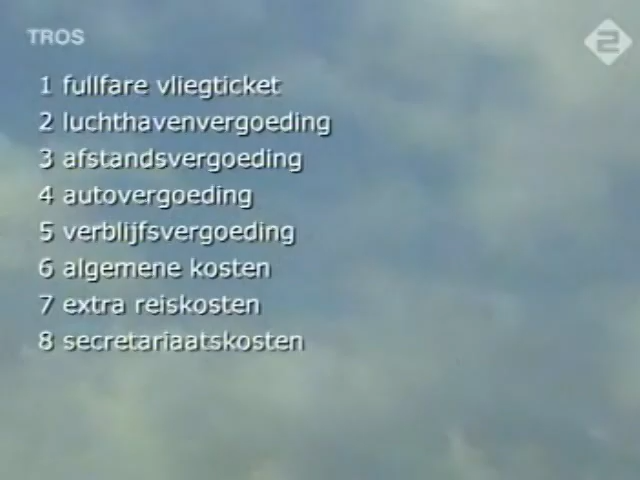 TROS
2
1 fullfare vliegticket
2 luchthavenvergoeding
3 afstandsvergoeding
4 autovergoeding
5 verblijfsvergoeding
6 algemene kosten
7 extra reiskosten
8 secretariaatskosten